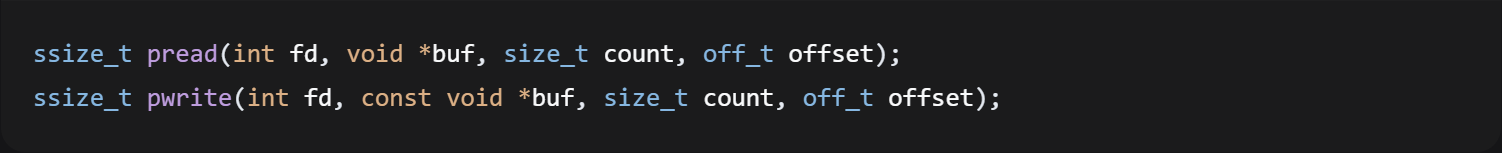 ssize_t pread(int fd, void *buf, size_t count, off_t offset);
ssize_t pwrite(int fd, const void *buf, size_t count, off_t offset);